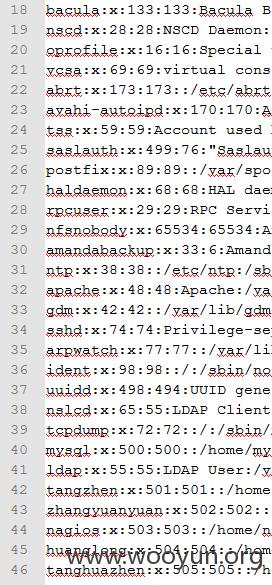 18 bacula:x:133:133:Bacula B
19 nscd:x:28:28:NSCD Daemon:
20 oprofile:x:16:16:Special
21 vcsa:x:69:69:virtual cons
22 abrt:x:173:173::/etc/abrt
23 avahi-autoipd:x:170:170:A
24 tss:x:59:59:Account used
25 saslauth:x:499:76:"Saslau
26 postfix:x:89:89::/var/spo
27 haldaemon:x:68:68:HAL dae
28 rpcuser:x:29:29:RPC Servi
29 nfsnobody:x:65534:65534:A
30 amandabackup:x:33:6:Amand
31 ntp:x:38:38::/etc/ntp:/sb
32 apache:x:48:48:Apache:/va
33 gdm:x:42:42::/var/lib/gdm
34 sshd:x:74:74:Privilege-se
35 arpwatch:x:77:77::/var/li
36 ident:x:98:98::/:/sbin/no
37 uuidd:x:498:494:UUID gene
38 nslcd:x:65:55:LDAP Client
39 tcpdump:x:72:72::/:/sbin/
40 mysql:x:500:500::/home/my
41 ldap:x:55:55:LDAP User:/v
42 tangzhen:x:501:501::/home
43 zhangyuanyuan:x:502:502::
44 nagios:x:503:503::/home/n
45 huanglong:x:504:504::/hom
46 tanghuazhen:x:505:505::/h
www.wooyun.org